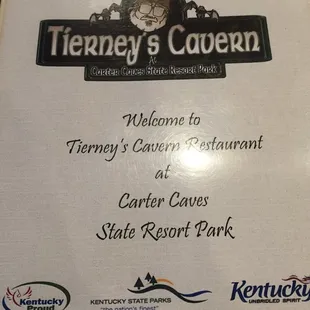 Tierney's Cavern
At
Carter Caves State Resort Park
Welcome to
Tierney's Cavern Restaurant
at
Carter Caves
State Resort Park
Kentucky Proud
KENTUCKY STATE PARKS
"the nation's finest"
Kentucky
UNBRIDLED SPIRIT